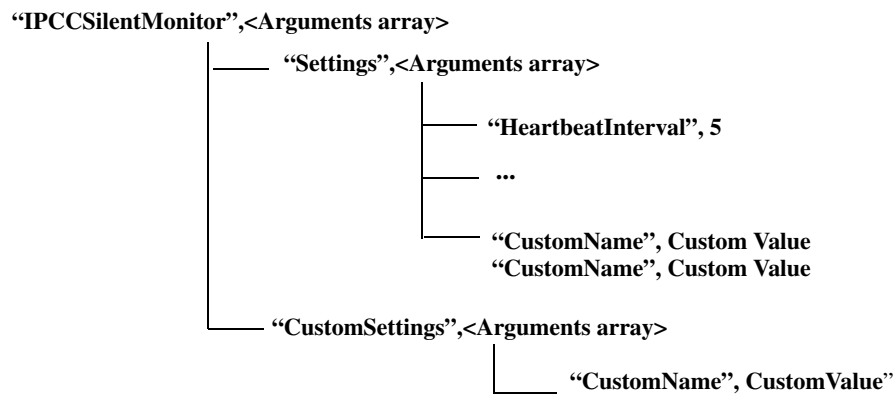 “IPCCSilentMonitor”,<Arguments array>
“Settings”,<Arguments array>
“HeartbeatInterval”, 5
...
“CustomName”, Custom Value
“CustomName”, Custom Value
“CustomSettings”,<Arguments array>
“CustomName”, CustomValue”